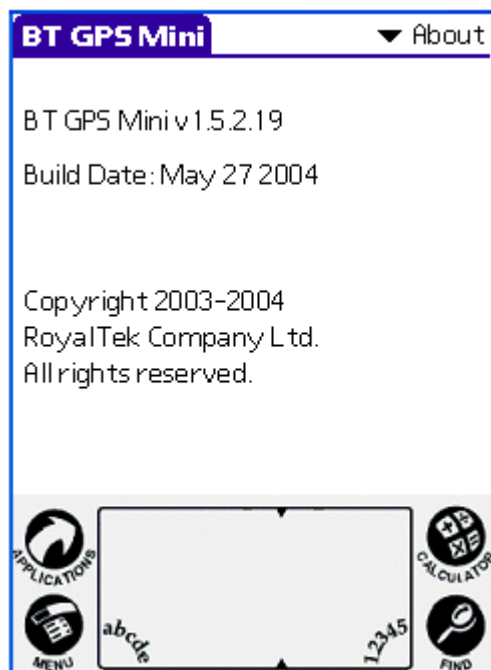 BT GPS Mini
About
BT GPS Mini v 1.5.2.19
Build Date: May 27 2004
Copyright 2003-2004
RoyalTek Company Ltd.
All rights reserved.
APPLICATIONS
CALCULATOR
abcde
12345
MENU
FIND